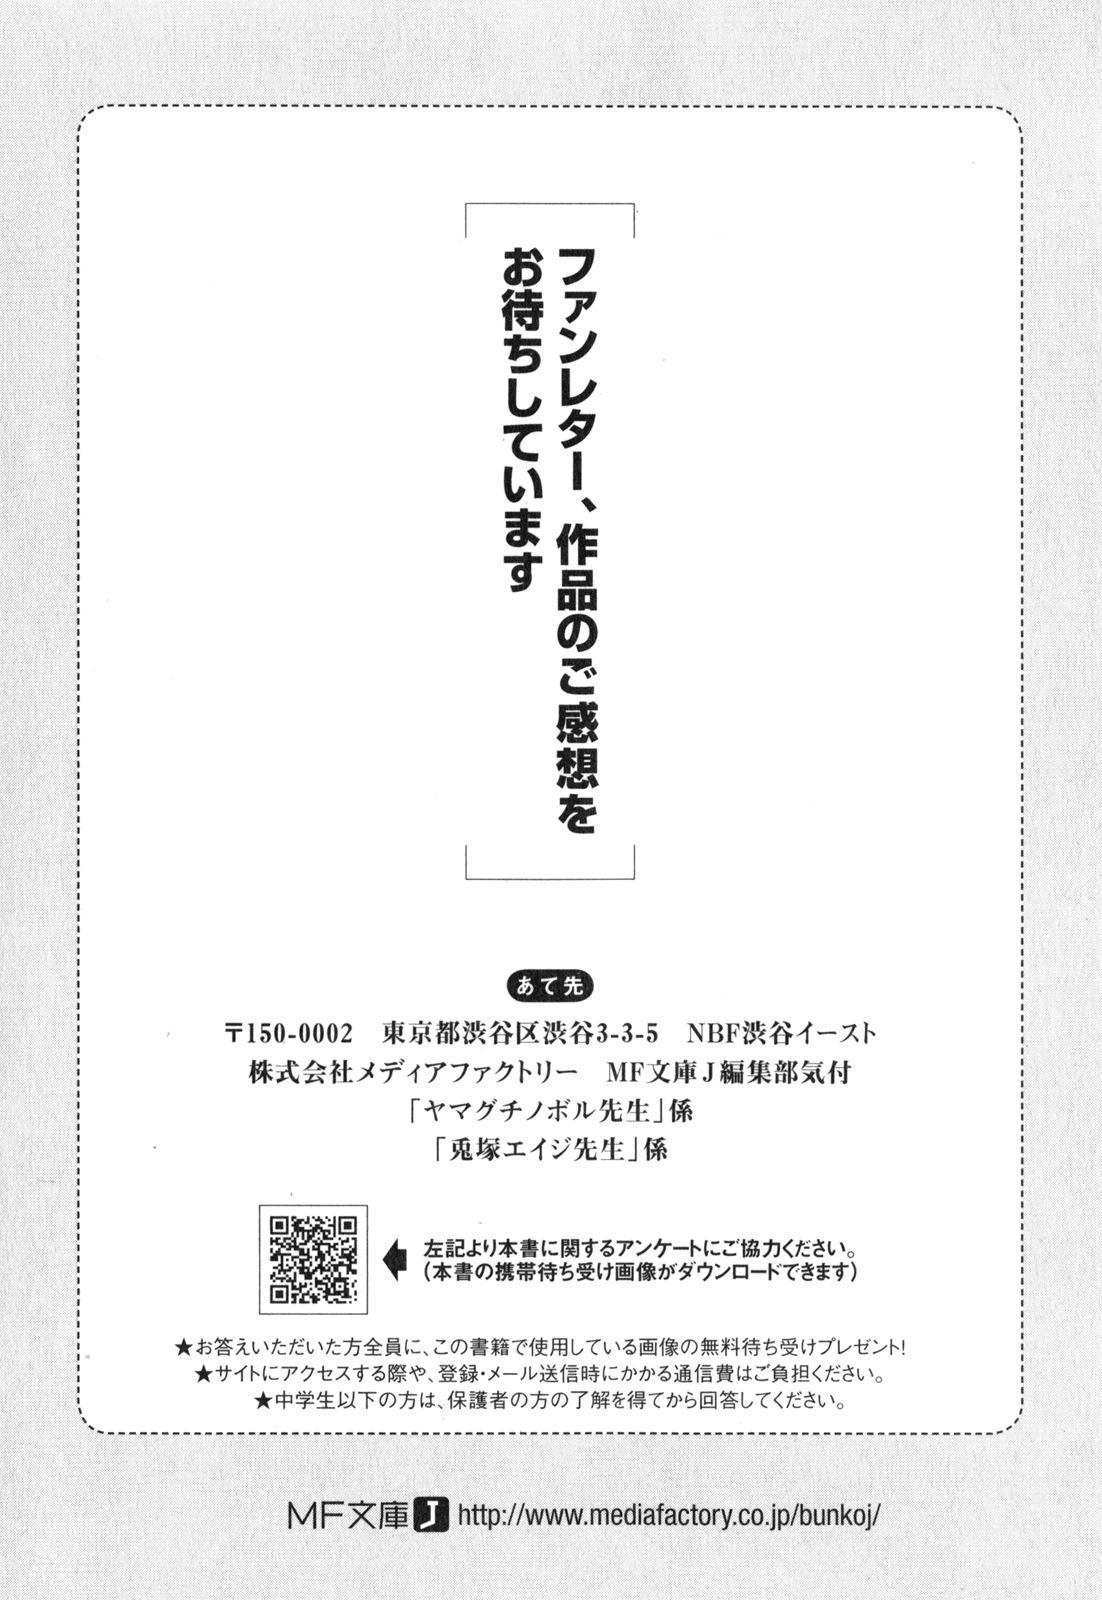 ファンレター、作品のご感想を
お待ちしています
あて先
〒150-0002　東京都渋谷区渋谷3-3-5　NBF渋谷イースト
株式会社メディアファクトリー　MF文庫J編集部気付
「ヤマグチノボル先生」係
「兎塚エイジ先生」係
左記より本書に関するアンケートにご協力ください。
（本書の携帯待ち受け画像がダウンロードできます）
★お答えいただいた方全員に、この書籍で使用している画像の無料待ち受けプレゼント！
★サイトにアクセスする際や、登録・メール送信時にかかる通信費はご負担ください。
★中学生以下の方は、保護者の方の了解を得てから回答してください。
MF文庫J http://www.mediafactory.co.jp/bunkoj/